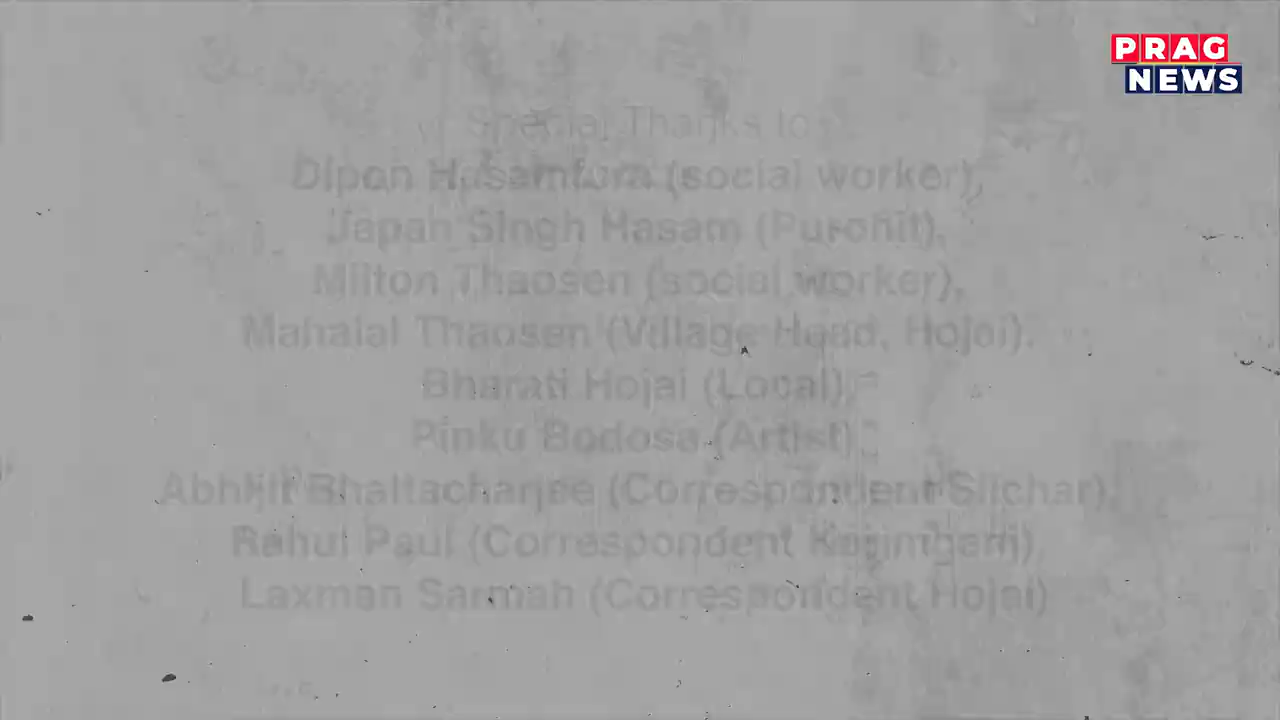 PRAG
NEWS
Special Thanks to
Dipen Hasamfura (social worker),
Japan Singh Hasam (Purohit),
Milton Thaosen (social worker),
Mahalal Thaosen (Village Head, Hojai),
Bharati Hojai (Local),
Pinku Bodosa (Artist)
Abhijit Bhattacharjee (Correspondent Silchar),
Rahul Paul (Correspondent Karimganj),
Laxman Sarmah (Correspondent Hojai)